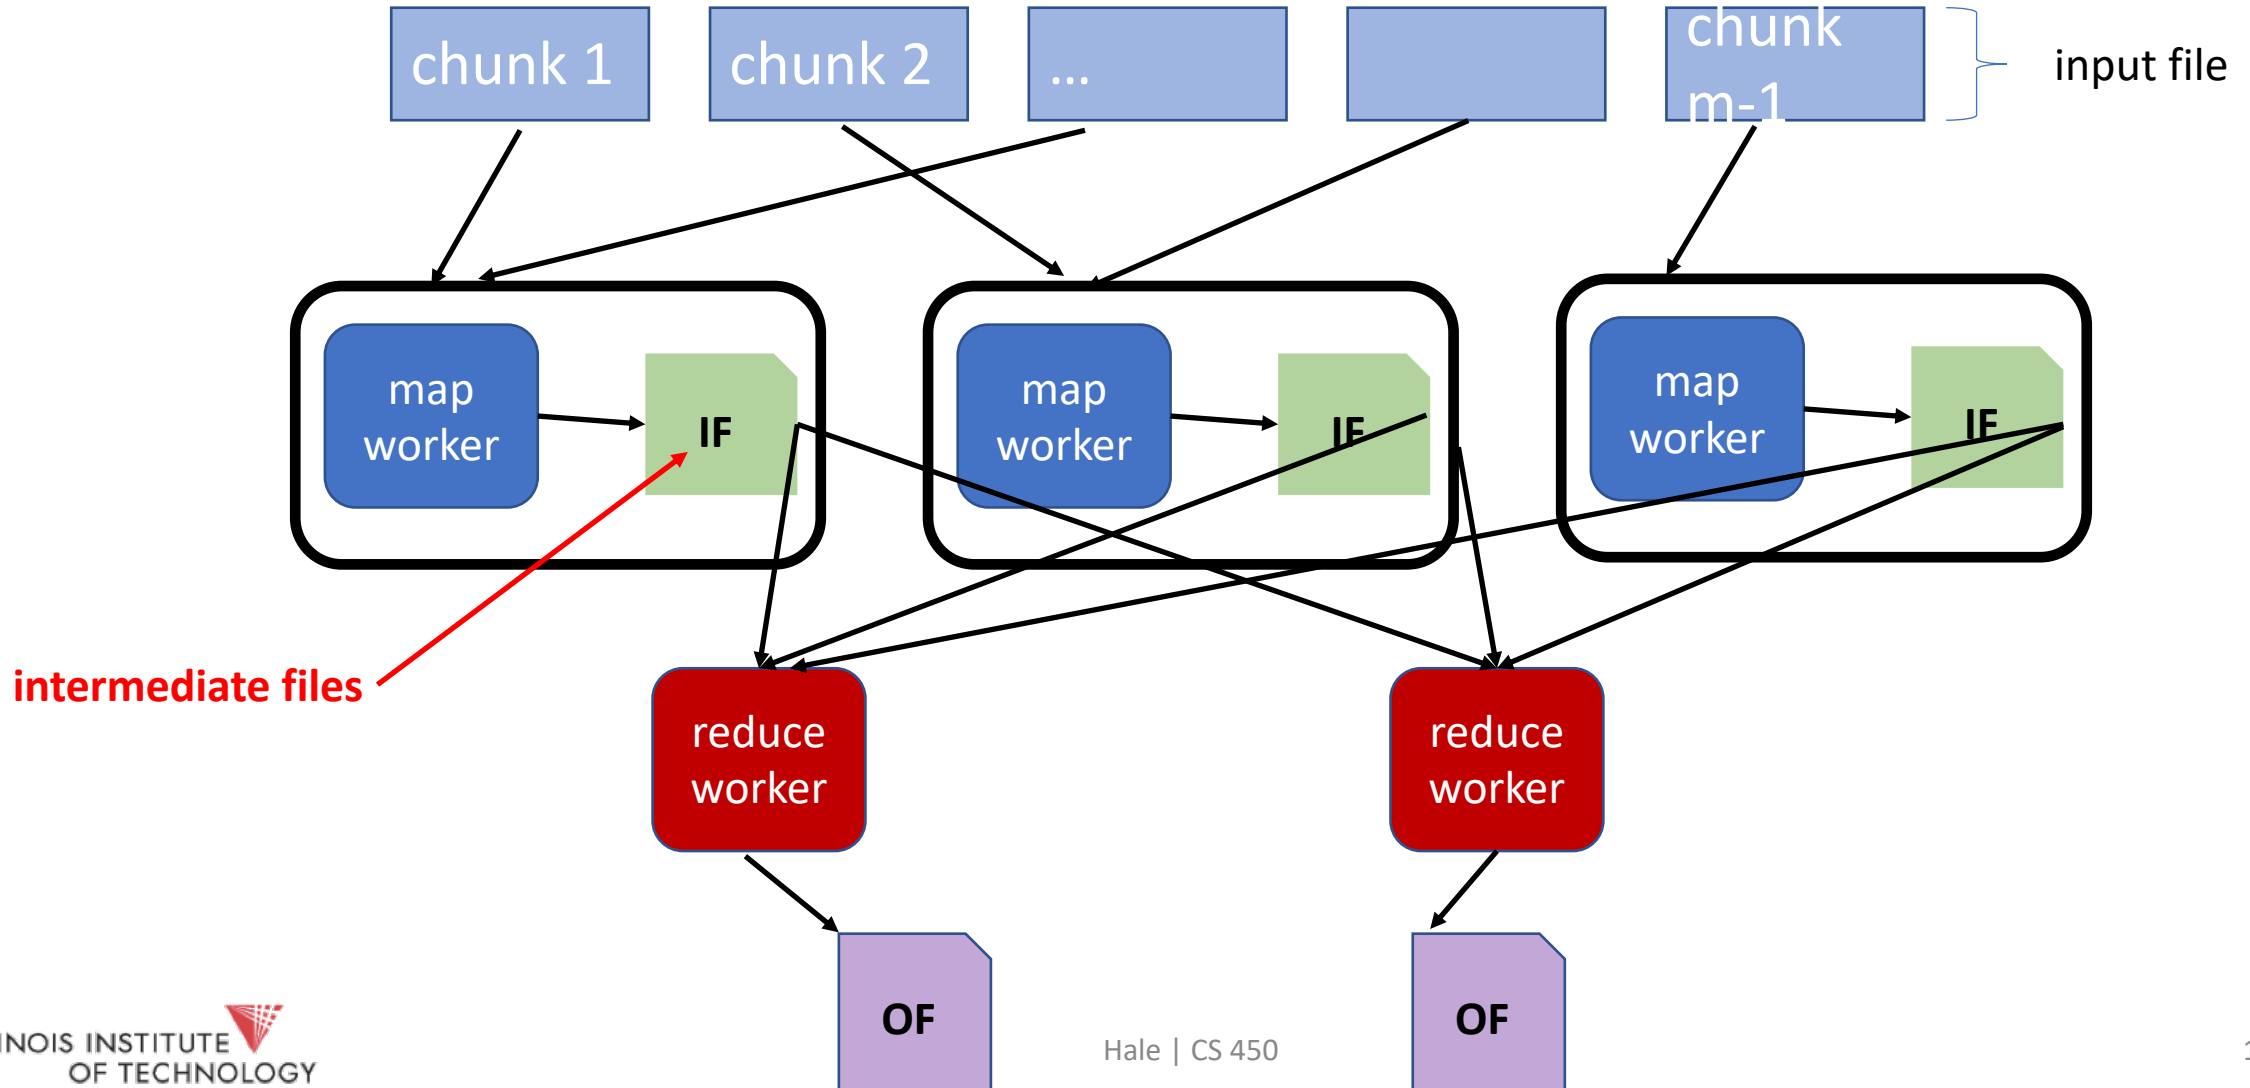 chunk 1
chunk 2
...
chunk
m-1
input file
map
worker
IF
map
worker
IF
map
worker
IF
intermediate files
reduce
worker
reduce
worker
OF
OF
INSTITUTE
OF TECHNOLOGY
Hale | CS 450